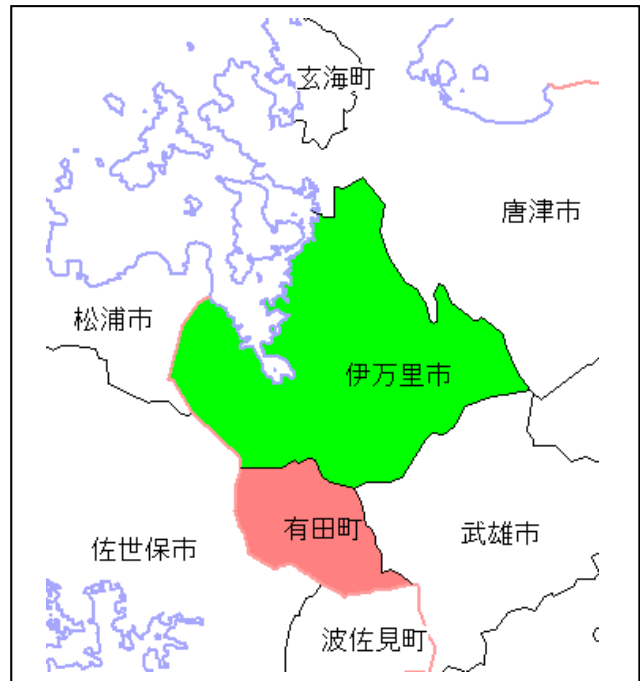 玄海町
唐津市
松浦市
伊万里市
有田町
武雄市
佐世保市
波佐見町